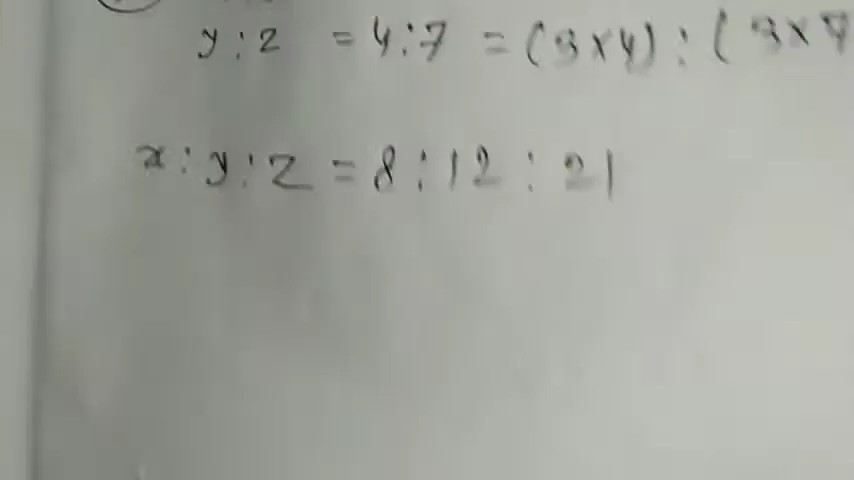 y : z = 4 : 7 = (3×4) : (3×7
x : y : z = 8 : 12 : 21